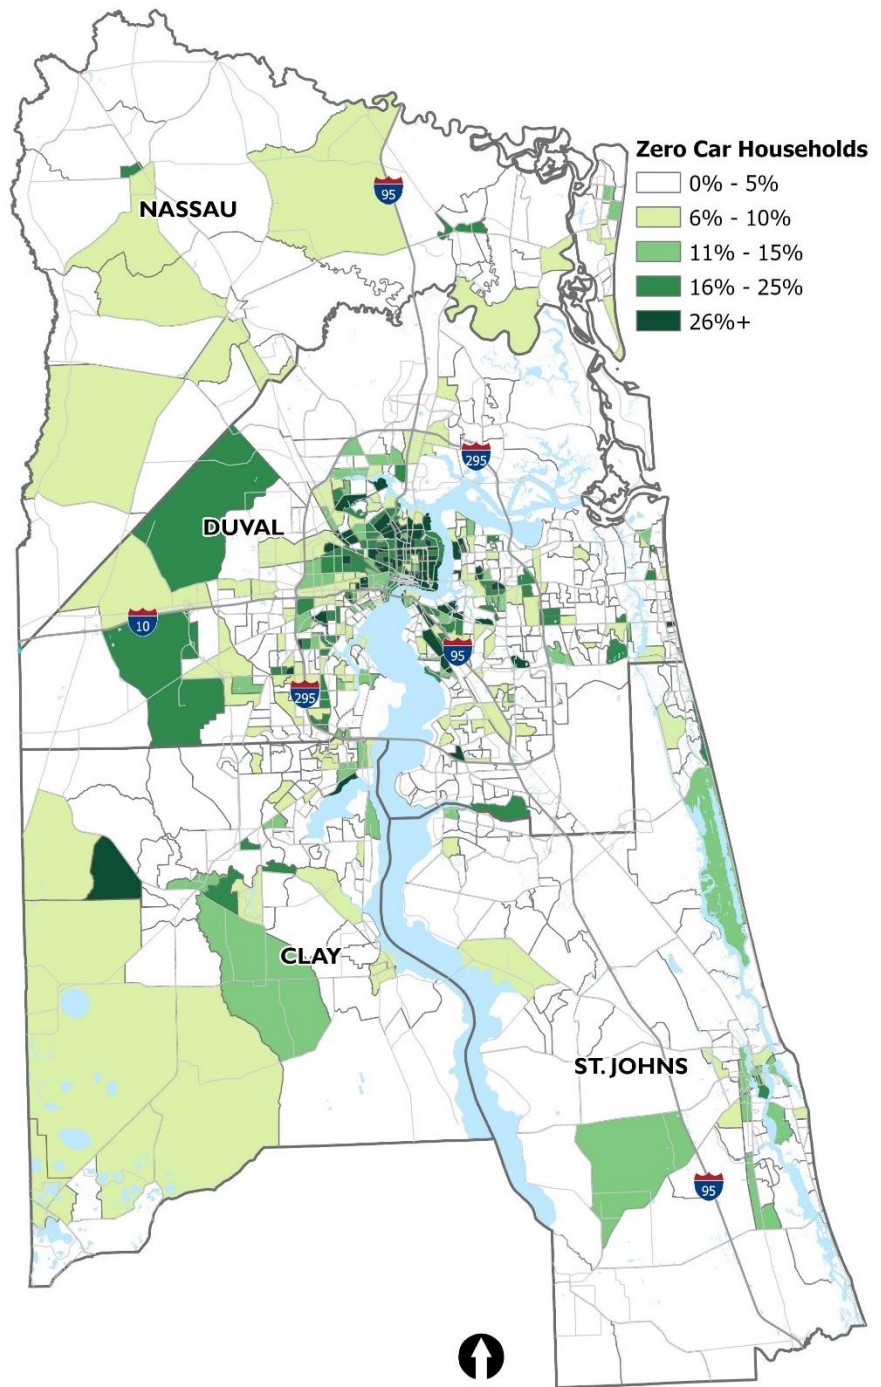 Zero Car Households
0% - 5%
6% - 10%
11% - 15%
16% - 25%
26%+
NASSAU
95
295
DUVAL
10
95
295
CLAY
ST. JOHNS
95